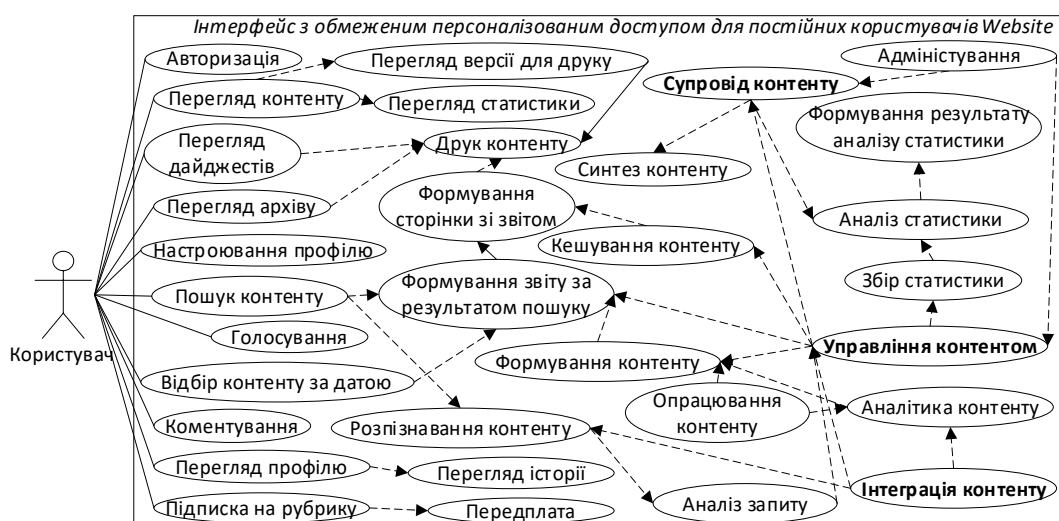 Інтерфейс з обмеженим персоналізованим доступом для постійних користувачів Website
Авторизація
Перегляд версії для друку
Адміністування
Супровід контенту
Перегляд контенту
Перегляд статистики
Формування результату
аналізу статистики
Перегляд
дайджестів
Друк контенту
Синтез контенту
Формування
сторінки зі звітом
Перегляд архіву
Аналіз статистики
Настроювання профілю
Кешування контенту
Збір статистики
Пошук контенту
Формування звіту за
результатом пошуку
Голосування
Користувач
Управління контентом
Формування контенту
Відбір контенту за датою
Опрацювання
контенту
Аналітика контенту
Коментування
Розпізнавання контенту
Перегляд профілю
Перегляд історії
Інтеграція контенту
Аналіз запиту
Підписка на рубрику
Передплата